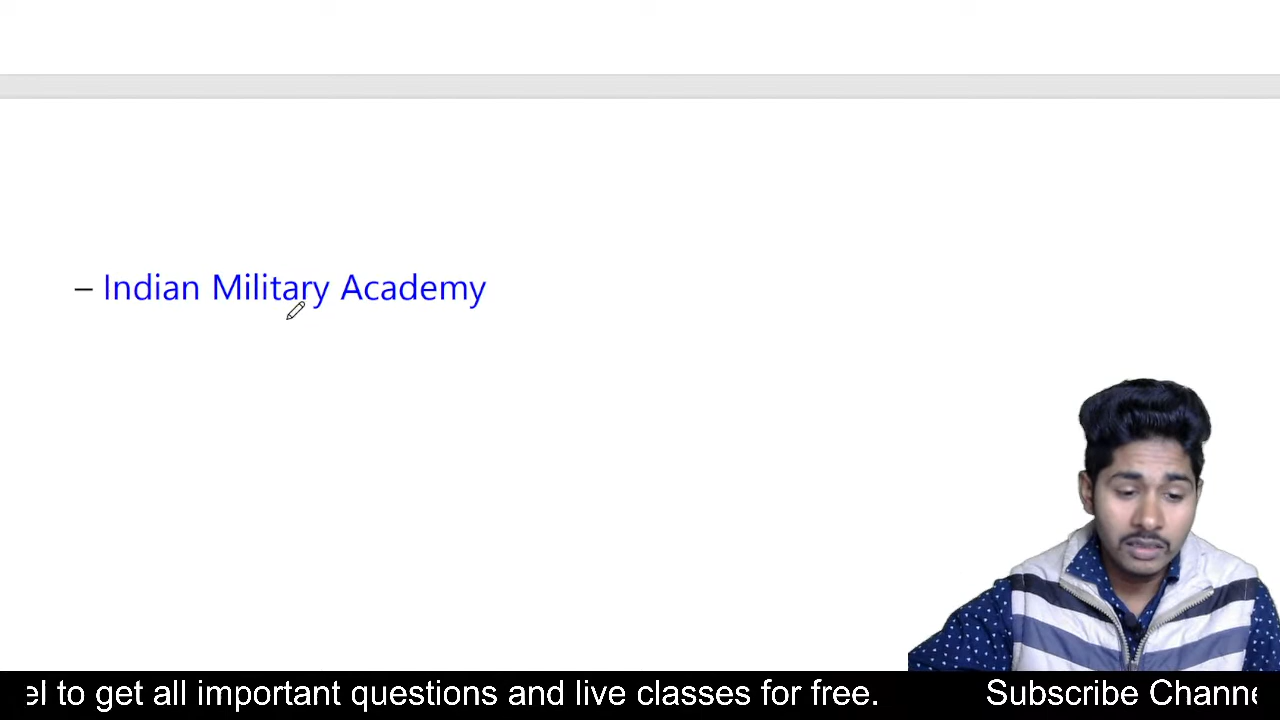 – Indian Military Academy
el to get all important questions and live classes for free. Subscribe Channe